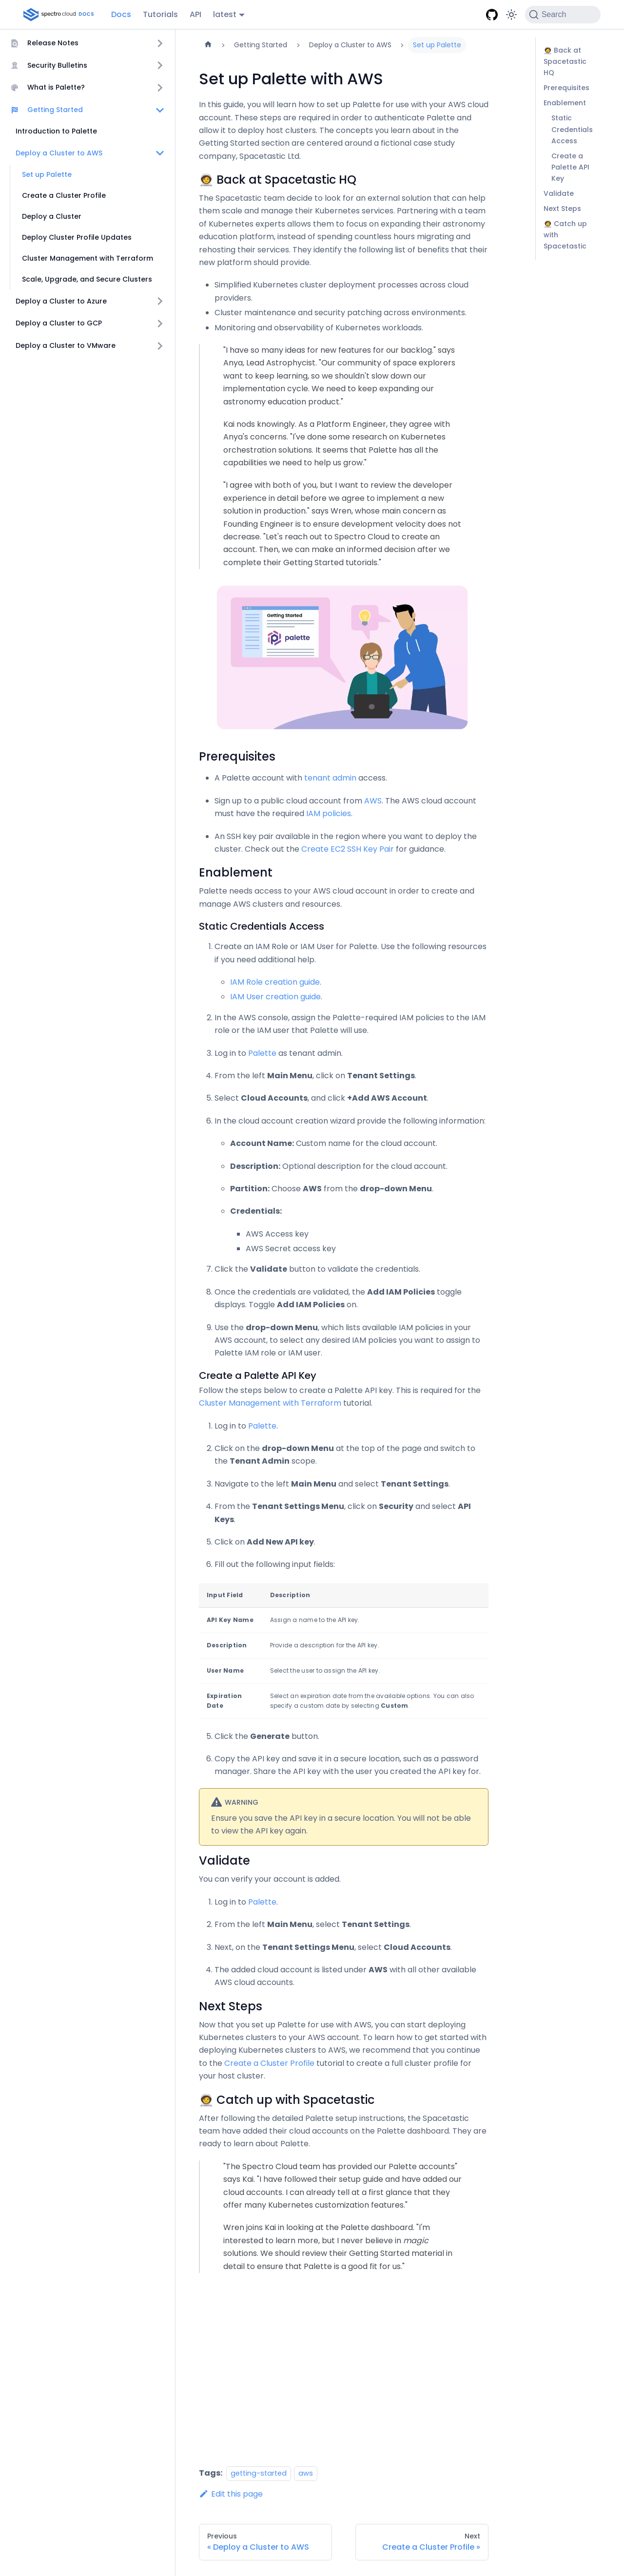 spectro cloud DOCS
Docs
Tutorials
API
latest
Search
Release Notes
Security Bulletins
What is Palette?
Getting Started
Introduction to Palette
Deploy a Cluster to AWS
Set up Palette
Create a Cluster Profile
Deploy a Cluster
Deploy Cluster Profile Updates
Cluster Management with Terraform
Scale, Upgrade, and Secure Clusters
Deploy a Cluster to Azure
Deploy a Cluster to GCP
Deploy a Cluster to VMware
Getting Started
Deploy a Cluster to AWS
Set up Palette
Set up Palette with AWS
In this guide, you will learn how to set up Palette for use with your AWS cloud
account. These steps are required in order to authenticate Palette and
allow it to deploy host clusters. The concepts you learn about in the
Getting Started section are centered around a fictional case study
company, Spacetastic Ltd.
🧑‍🚀 Back at Spacetastic HQ
The Spacetastic team decide to look for an external solution that can help
them scale and manage their Kubernetes services. Partnering with a team
of Kubernetes experts allows them to focus on expanding their astronomy
education platform, instead of spending countless hours migrating and
hosting their services. They identify the following list of benefits that their
new platform should provide.
• Simplified Kubernetes cluster deployment processes across cloud
providers.
• Cluster maintenance and security patching across environments.
• Monitoring and observability of Kubernetes workloads.
"I have so many ideas for new features for our backlog." says
Anya, Lead Astrophycist. "Our community of space explorers
want to keep learning, so we shouldn't slow down our
implementation cycle. We need to keep expanding our
astronomy education product."
Kai nods knowingly. As a Platform Engineer, they agree with
Anya's concerns. "I've done some research on Kubernetes
orchestration solutions. It seems that Palette has all the
capabilities we need to help us grow."
"I agree with both of you, but I want to review the developer
experience in detail before we agree to implement a new
solution in production." says Wren, whose main concern as
Founding Engineer is to ensure development velocity does not
decrease. "Let's reach out to Spectro Cloud to create an
account. Then, we can make an informed decision after we
complete their Getting Started tutorials."
Getting Started
palette
Prerequisites
• A Palette account with tenant admin access.
• Sign up to a public cloud account from AWS. The AWS cloud account
must have the required IAM policies.
• An SSH key pair available in the region where you want to deploy the
cluster. Check out the Create EC2 SSH Key Pair for guidance.
Enablement
Palette needs access to your AWS cloud account in order to create and
manage AWS clusters and resources.
Static Credentials Access
1. Create an IAM Role or IAM User for Palette. Use the following resources
if you need additional help.
IAM Role creation guide.
IAM User creation guide.
2. In the AWS console, assign the Palette-required IAM policies to the IAM
role or the IAM user that Palette will use.
3. Log in to Palette as tenant admin.
4. From the left Main Menu, click on Tenant Settings.
5. Select Cloud Accounts, and click +Add AWS Account.
6. In the cloud account creation wizard provide the following information:
Account Name: Custom name for the cloud account.
Description: Optional description for the cloud account.
Partition: Choose AWS from the drop-down Menu.
Credentials:
AWS Access key
AWS Secret access key
7. Click the Validate button to validate the credentials.
8. Once the credentials are validated, the Add IAM Policies toggle
displays. Toggle Add IAM Policies on.
9. Use the drop-down Menu, which lists available IAM policies in your
AWS account, to select any desired IAM policies you want to assign to
Palette IAM role or IAM user.
Create a Palette API Key
Follow the steps below to create a Palette API key. This is required for the
Cluster Management with Terraform tutorial.
1. Log in to Palette.
2. Click on the drop-down Menu at the top of the page and switch to
the Tenant Admin scope.
3. Navigate to the left Main Menu and select Tenant Settings.
4. From the Tenant Settings Menu, click on Security and select API
Keys.
5. Click on Add New API key.
6. Fill out the following input fields:
Input Field Description
API Key Name Assign a name to the API key.
Description Provide a description for the API key.
User Name Select the user to assign the API key.
Expiration Date Select an expiration date from the available options. You can also
specify a custom date by selecting Custom.
5. Click the Generate button.
6. Copy the API key and save it in a secure location, such as a password
manager. Share the API key with the user you created the API key for.
WARNING
Ensure you save the API key in a secure location. You will not be able
to view the API key again.
Validate
You can verify your account is added.
1. Log in to Palette.
2. From the left Main Menu, select Tenant Settings.
3. Next, on the Tenant Settings Menu, select Cloud Accounts.
4. The added cloud account is listed under AWS with all other available
AWS cloud accounts.
Next Steps
Now that you set up Palette for use with AWS, you can start deploying
Kubernetes clusters to your AWS account. To learn how to get started with
deploying Kubernetes clusters to AWS, we recommend that you continue
to the Create a Cluster Profile tutorial to create a full cluster profile for
your host cluster.
🧑‍🚀 Catch up with Spacetastic
After following the detailed Palette setup instructions, the Spacetastic
team have added their cloud accounts on the Palette dashboard. They are
ready to learn about Palette.
"The Spectro Cloud team has provided our Palette accounts"
says Kai. "I have followed their setup guide and have added our
cloud accounts. I can already tell at a first glance that they
offer many Kubernetes customization features."
Wren joins Kai in looking at the Palette dashboard. "I'm
interested to learn more, but I never believe in magic
solutions. We should review their Getting Started material in
detail to ensure that Palette is a good fit for us."
Tags: getting-started aws
Edit this page
Previous
« Deploy a Cluster to AWS
Next
Create a Cluster Profile »
🧑‍🚀 Back at
Spacetastic
HQ
Prerequisites
Enablement
Static
Credentials
Access
Create a
Palette API
Key
Validate
Next Steps
🧑‍🚀 Catch up
with
Spacetastic